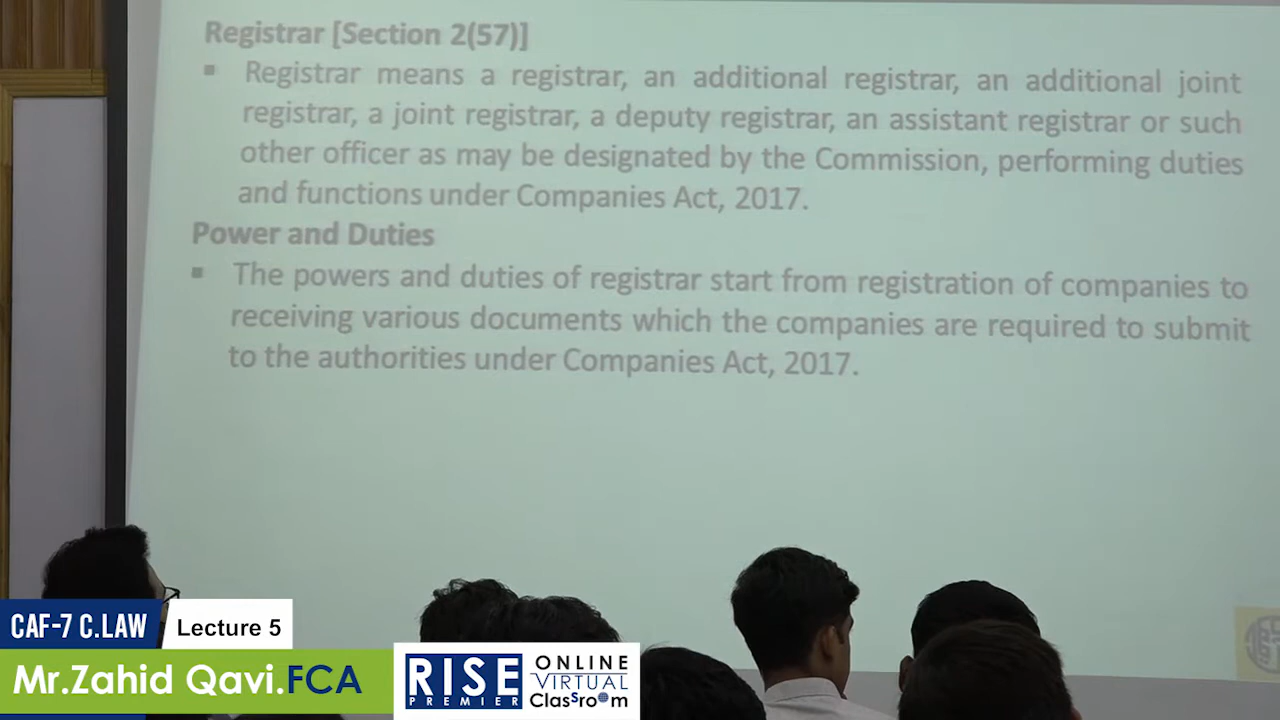 Registrar [Section 2(57)]
▪ Registrar means a registrar, an additional registrar, an additional joint
registrar, a joint registrar, a deputy registrar, an assistant registrar or such
other officer as may be designated by the Commission, performing duties
and functions under Companies Act, 2017.
Power and Duties
▪ The powers and duties of registrar start from registration of companies to
receiving various documents which the companies are required to submit
to the authorities under Companies Act, 2017.
CAF-7 C.LAW
Lecture 5
Mr.Zahid Qavi.FCA
RISE
PREMIER
ONLINE
VIRTUAL
ClasSroom